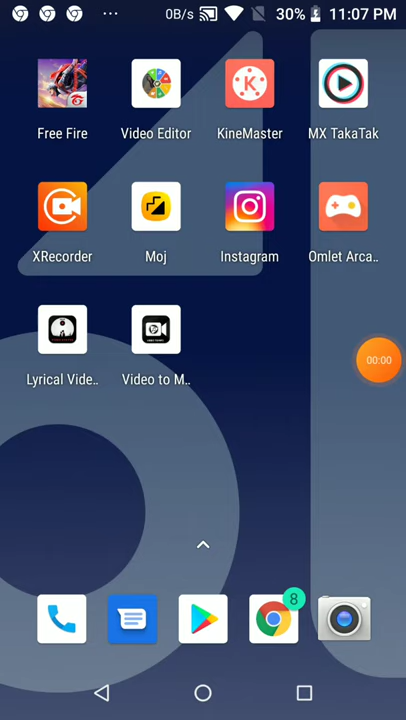 0B/s 30% 11:07 PM
Free Fire Video Editor KineMaster MX TakaTak
XRecorder Moj Instagram Omlet Arca..
Lyrical Vide.. Video to M..
00:00
8